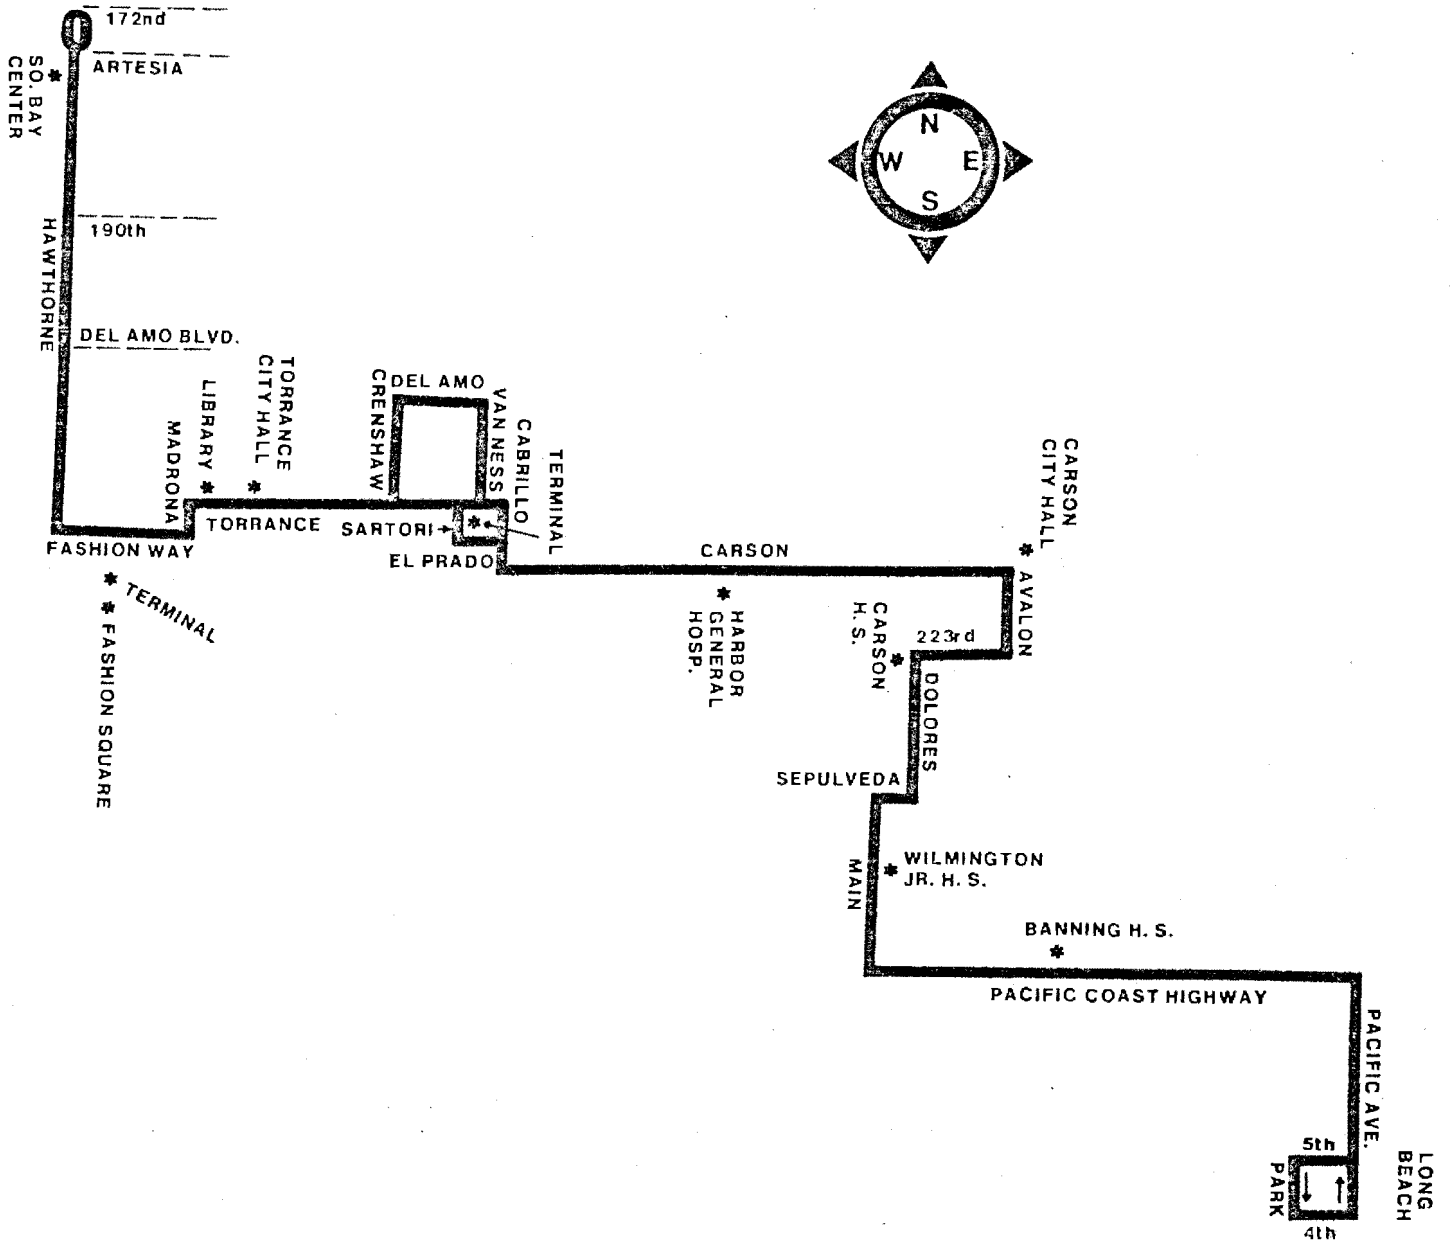 172nd
ARTESIA
SO. BAY
CENTER
N
W E
S
190th
HAWTHORNE
DEL AMO BLVD.
MADRONA
LIBRARY
TORRANCE
CITY HALL
CRENSHAW
DEL AMO
VAN NESS
CABRILLO
TERMINAL
TORRANCE
SARTORI
EL PRADO
FASHION WAY
TERMINAL
FASHION SQUARE
CARSON
CARSON
CITY HALL
AVALON
HARBOR
GENERAL
HOSP.
CARSON
H. S.
223rd
DOLORES
SEPULVEDA
MAIN
WILMINGTON
JR. H. S.
BANNING H. S.
PACIFIC COAST HIGHWAY
PACIFIC AVE.
5th
PARK
4th
LONG
BEACH